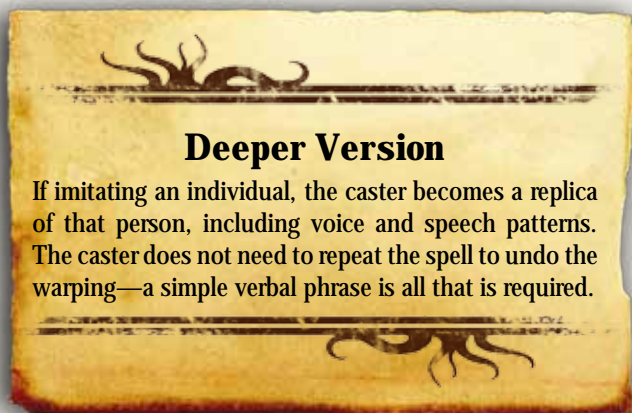 Deeper Version
If imitating an individual, the caster becomes a replica
of that person, including voice and speech patterns.
The caster does not need to repeat the spell to undo the
warping—a simple verbal phrase is all that is required.